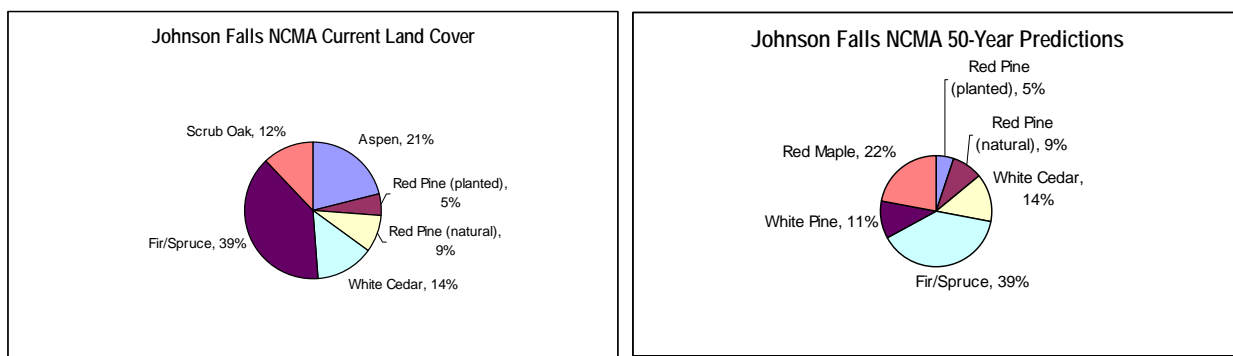 Johnson Falls NCMA Current Land Cover
Scrub Oak, 12%
Aspen, 21%
Red Pine (planted),
5%
Red Pine (natural),
9%
Fir/Spruce, 39%
White Cedar, 14%
Johnson Falls NCMA 50-Year Predictions
Red Pine
(planted), 5%
Red Pine
(natural), 9%
Red Maple, 22%
White Cedar,
14%
White Pine, 11%
Fir/Spruce, 39%